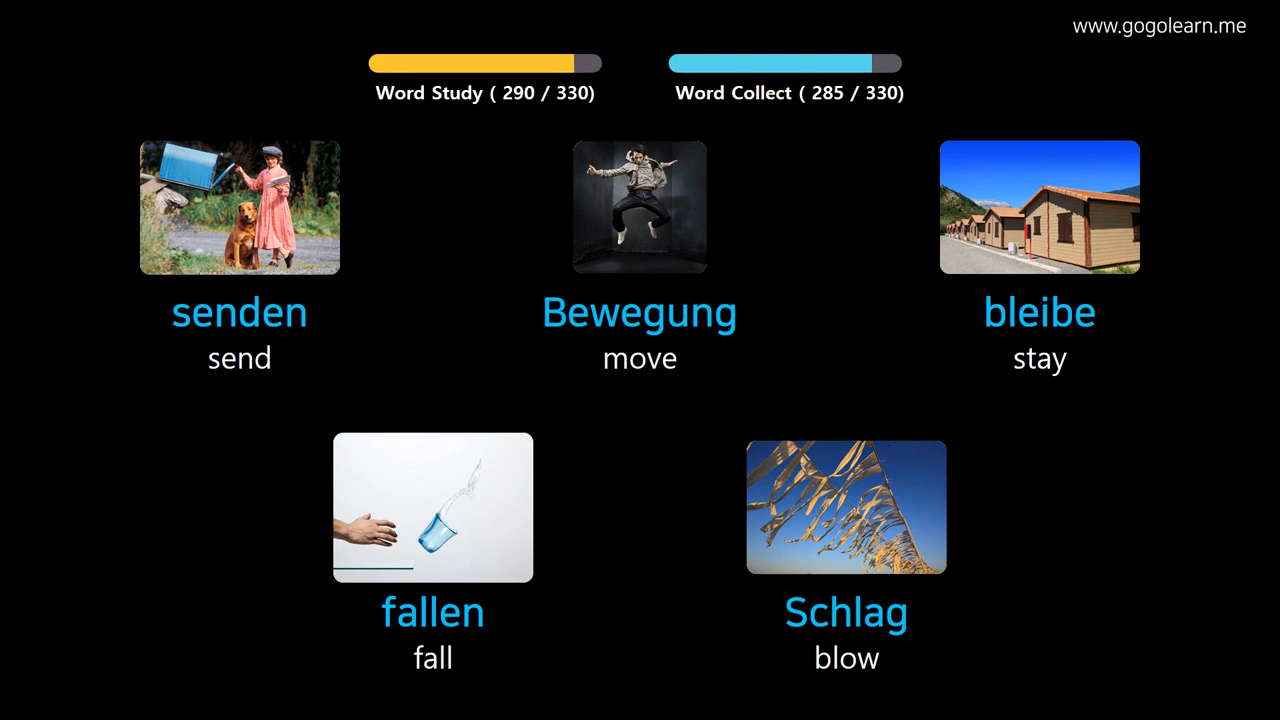 www.gogolearn.me
Word Study ( 290 / 330)
Word Collect ( 285 / 330)
senden
send
Bewegung
move
bleibe
stay
fallen
fall
Schlag
blow